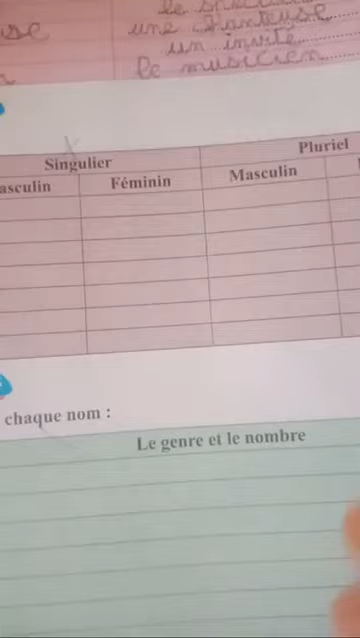 une chanteuse
un invité
le musicien
Singulier Pluriel
asculin Féminin Masculin
chaque nom :
Le genre et le nombre